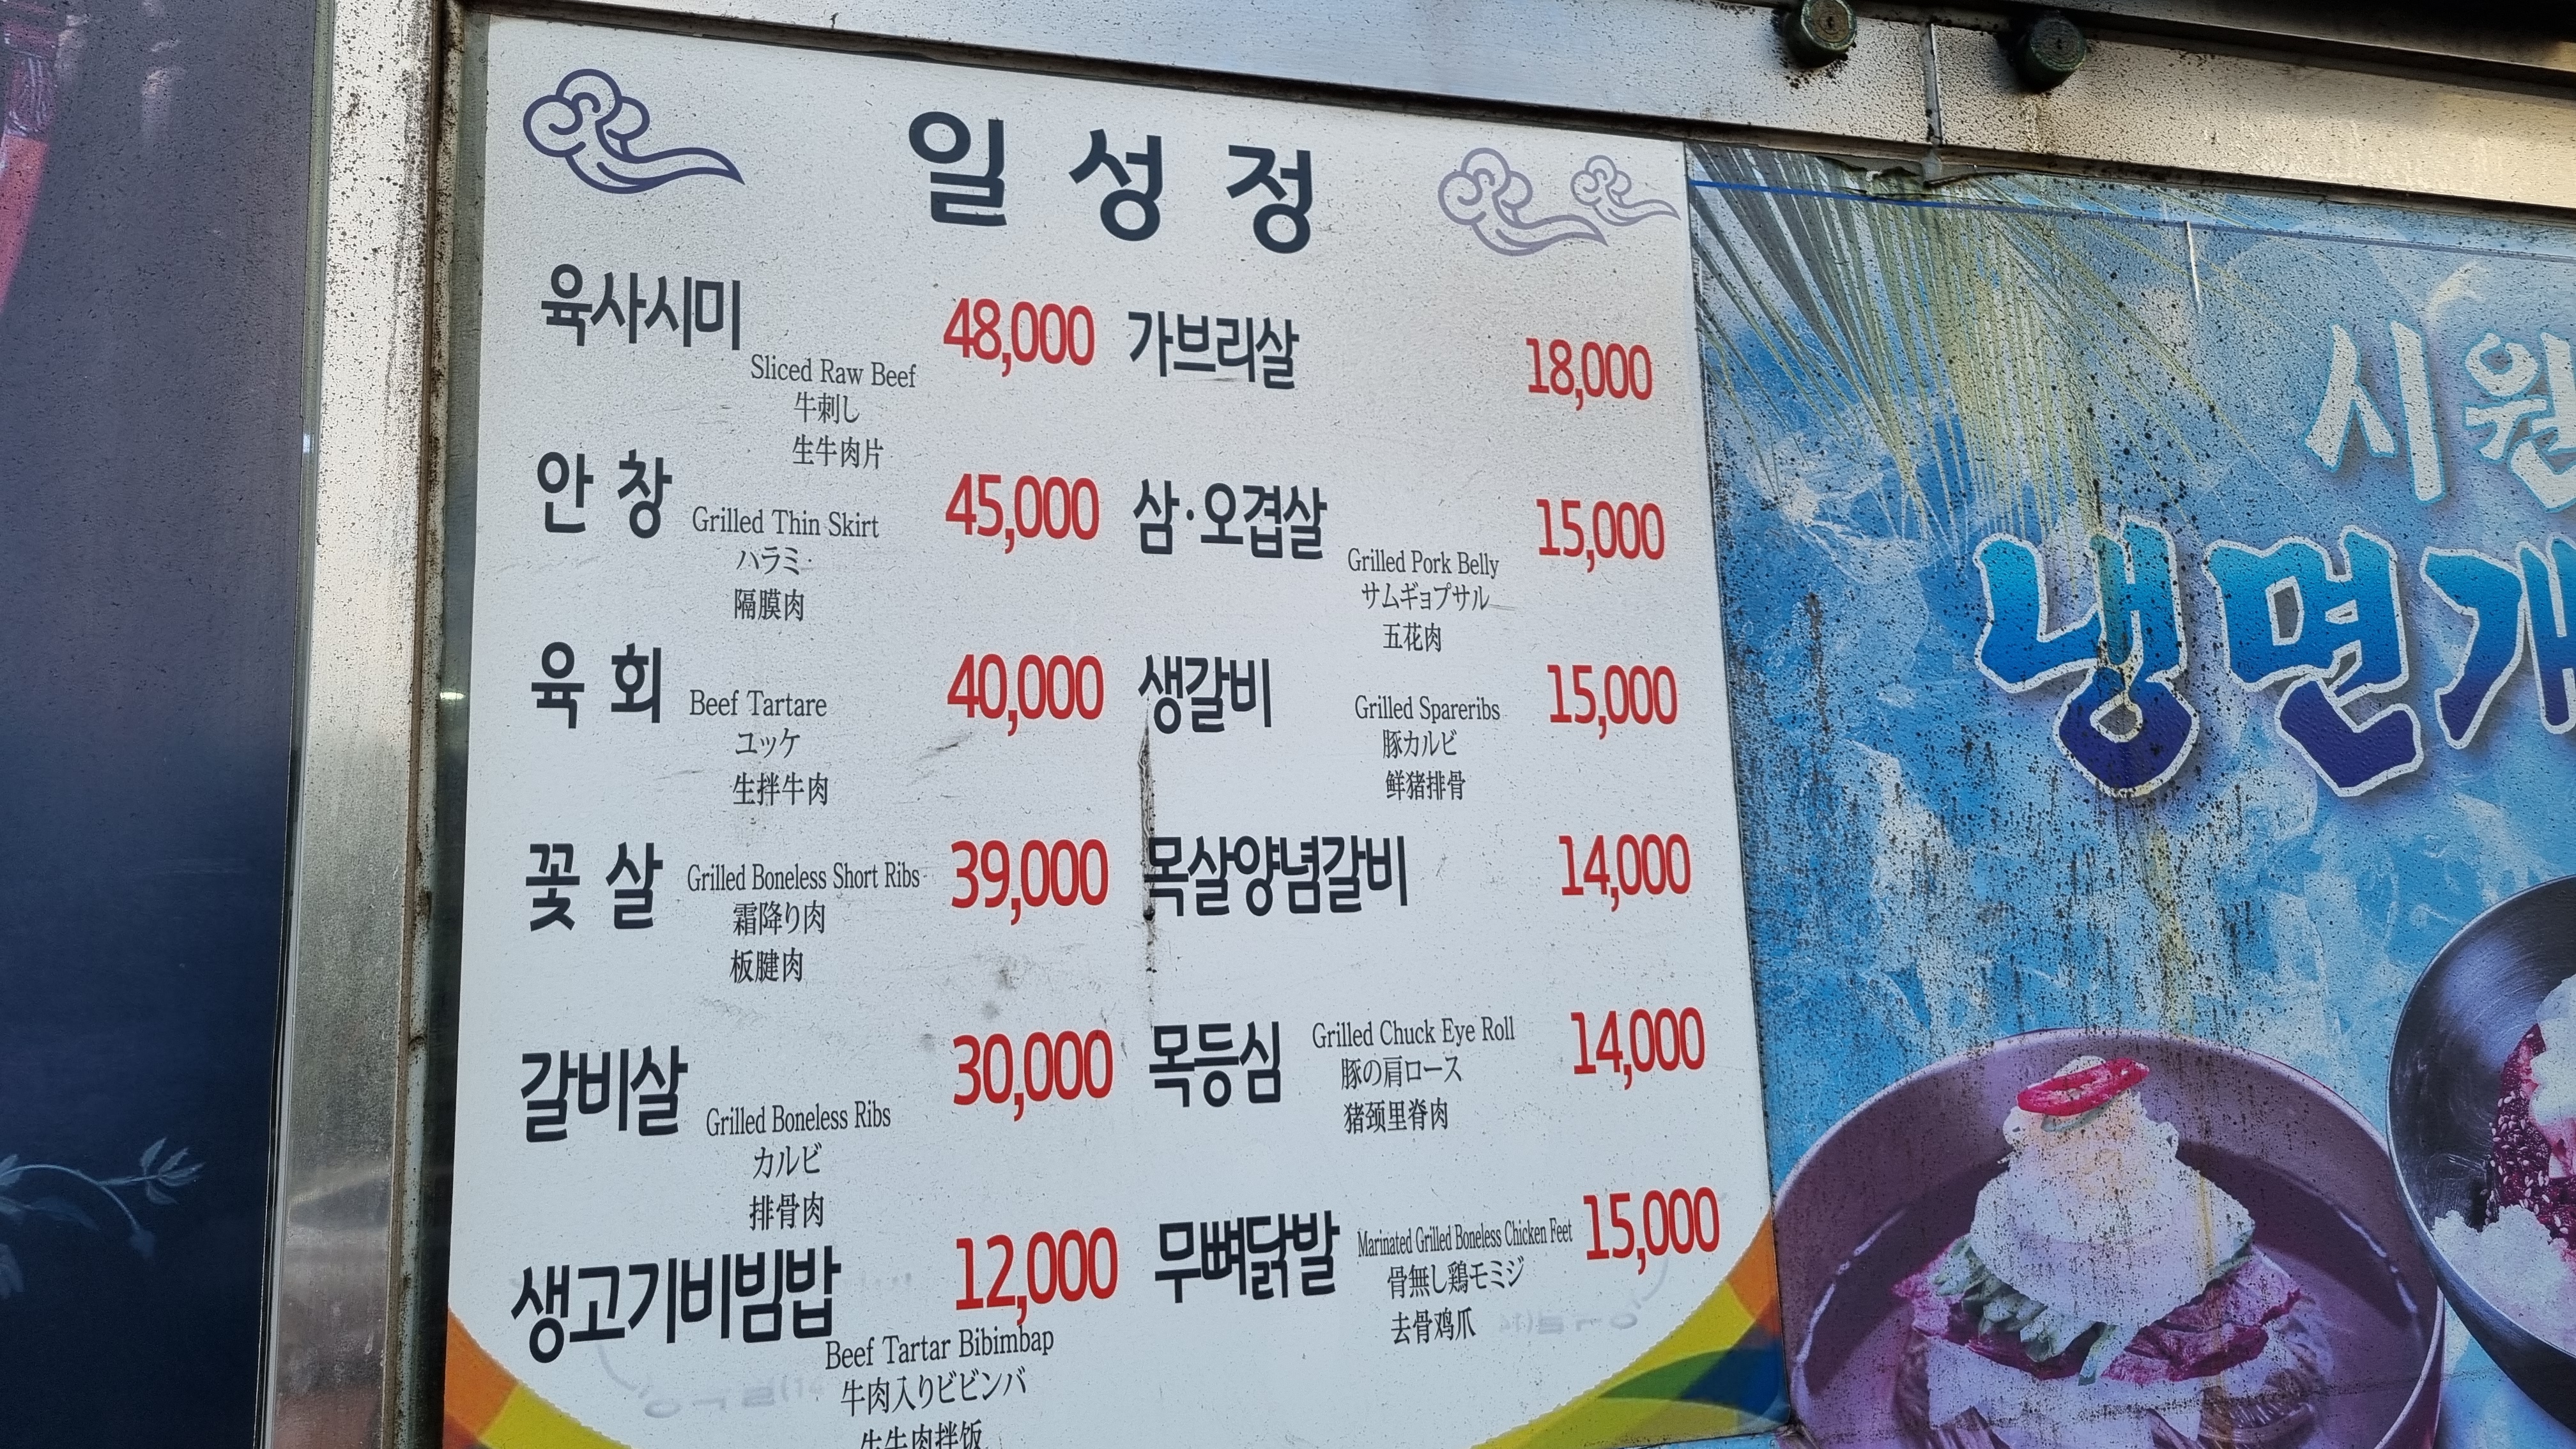 일 성 정
육사시미 48,000
Sliced Raw Beef
牛刺し
生牛肉片
안 창 45,000
Grilled Thin Skirt
ハラミ
隔膜肉
육 회 40,000
Beef Tartare
ユッケ
生拌牛肉
꽃 살 39,000
Grilled Boneless Short Ribs
霜降り肉
板腱肉
갈비살 30,000
Grilled Boneless Ribs
カルビ
排骨肉
생고기비빔밥 12,000
Beef Tartar Bibimbap
牛肉入りビビンバ
生牛肉拌饭
가브리살 18,000
삼·오겹살 15,000
Grilled Pork Belly
サムギョプサル
五花肉
생갈비 15,000
Grilled Spareribs
豚カルビ
鲜猪排骨
목살양념갈비 14,000
목등심 14,000
Grilled Chuck Eye Roll
豚の肩ロース
猪颈里脊肉
무뼈닭발 15,000
Marinated Grilled Boneless Chicken Feet
骨無し鶏モミジ
去骨鸡爪
시원
냉면개